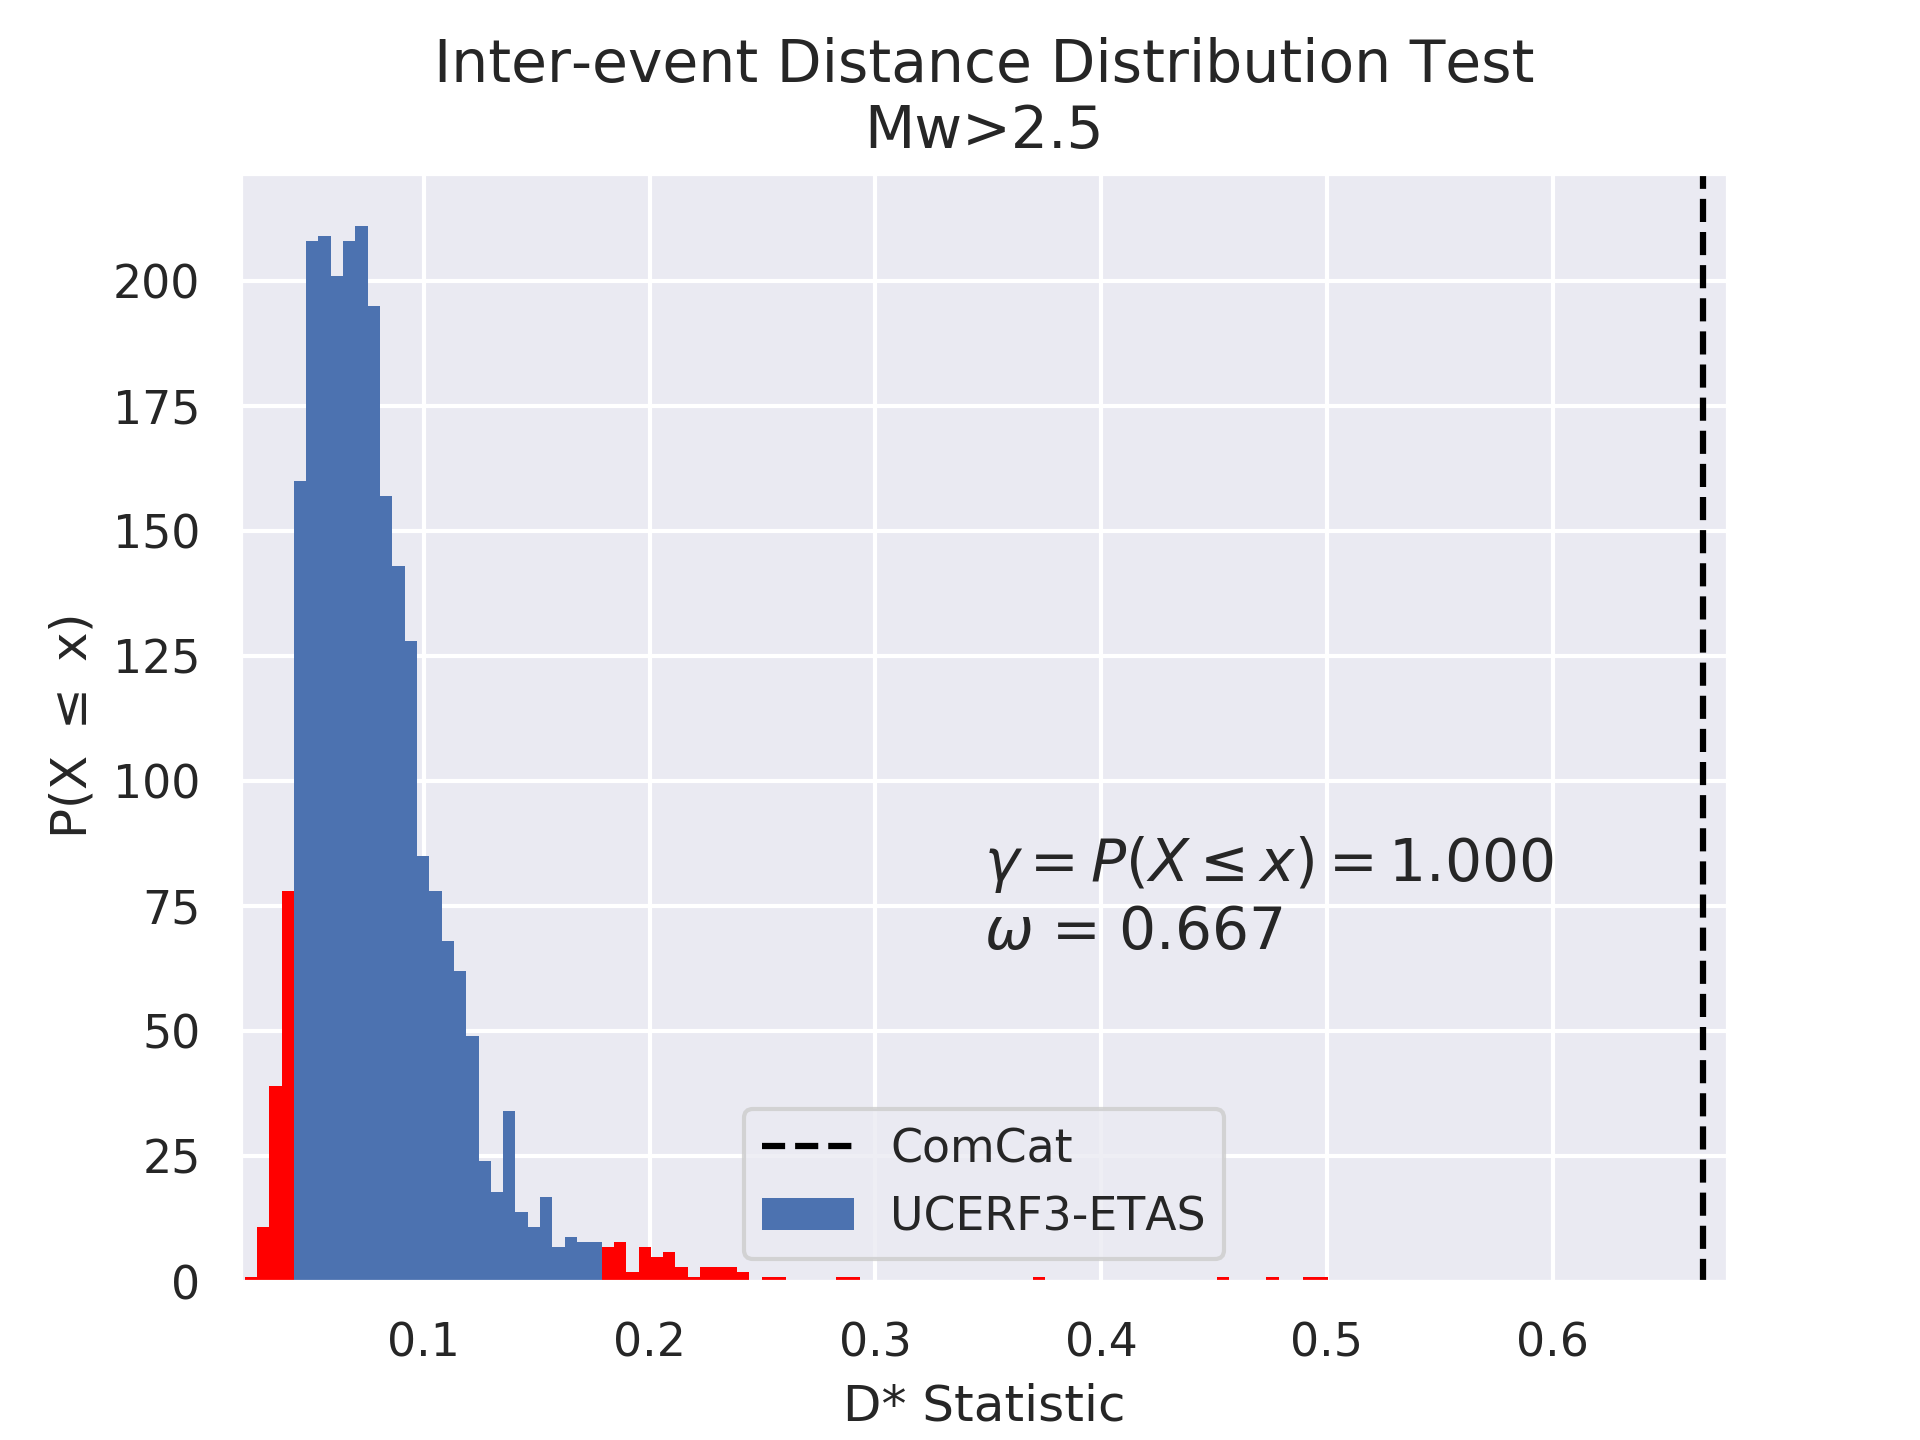 Inter-event Distance Distribution Test
Mw>2.5
200
175
150
125
100
75
50
25
0
P(X ≤ x)
γ = P(X ≤ x) = 1.000
ω = 0.667
ComCat
UCERF3-ETAS
0.1 0.2 0.3 0.4 0.5 0.6
D* Statistic